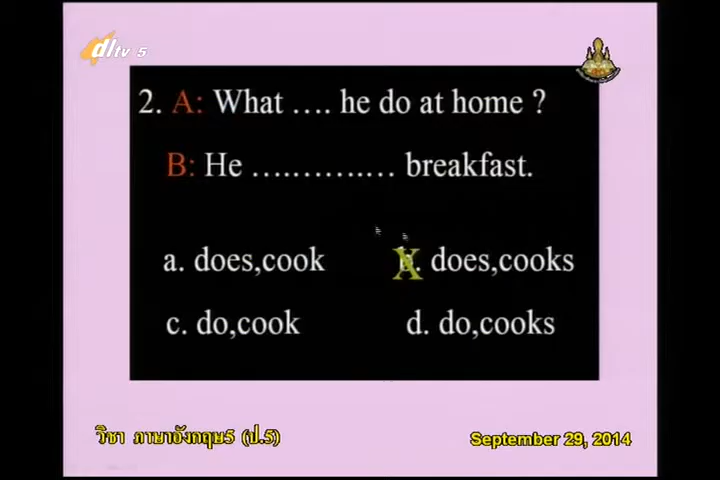 dltv 5
2. A: What .... he do at home ?
B: He ................ breakfast.
a. does,cook
b. does,cooks
c. do,cook
d. do,cooks
วิชา ภาษาอังกฤษ5 (ป.5)
September 29, 2014